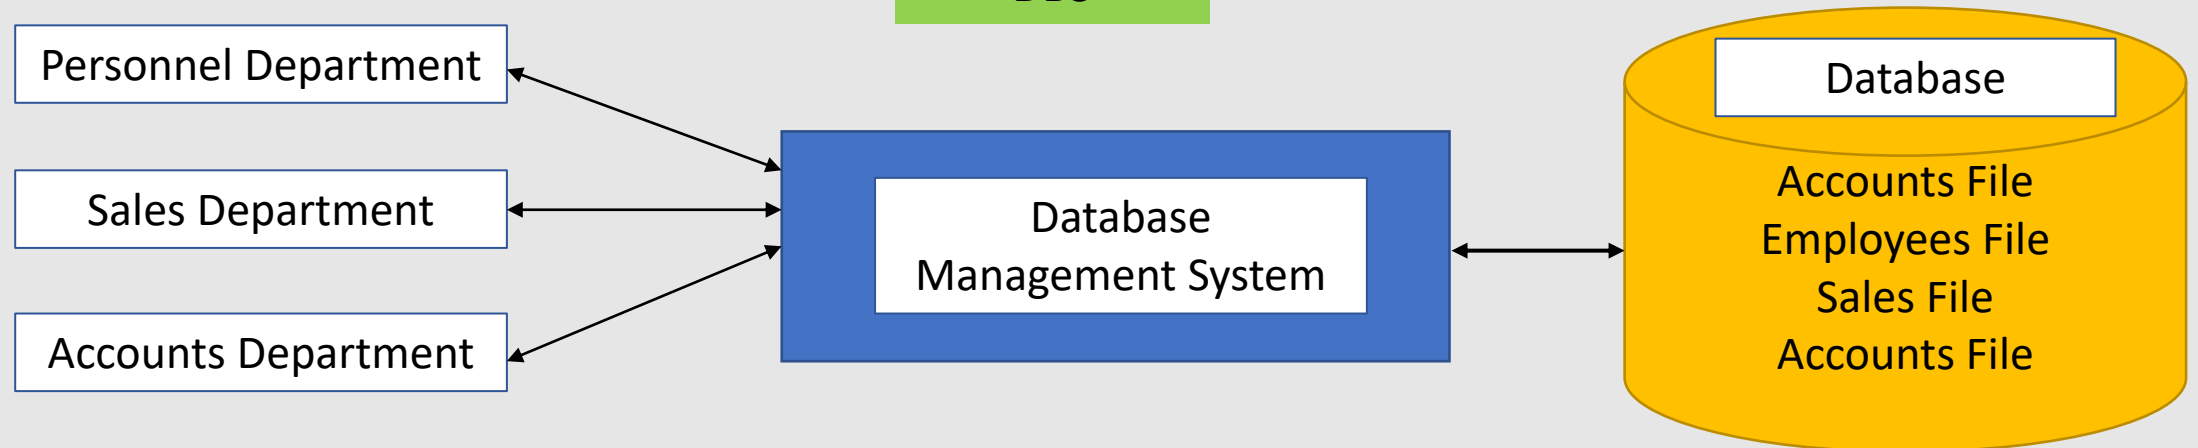 Personnel Department
Sales Department
Accounts Department
Database
Management System
Database
Accounts File
Employees File
Sales File
Accounts File